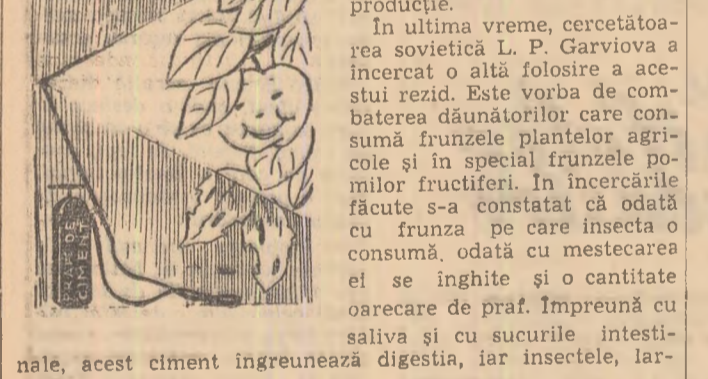 producție.
În ultima vreme, cercetătoa-
rea sovietică L. P. Garviova a
încercat o altă folosire a ace-
stui rezid. Este vorba de com-
baterea dăunătorilor care con-
sumă frunzele plantelor agri-
cole și în special frunzele po-
milor fructiferi. In încercările
făcute s-a constatat că odată
cu frunza pe care insecta o
consumă, odată cu mestecarea
ei se înghite și o cantitate
oarecare de praf. Împreună cu
saliva și cu sucurile intesti-
nale, acest ciment îngreunează digestia, iar insectele, lar-
PRAF DE
CIMENT